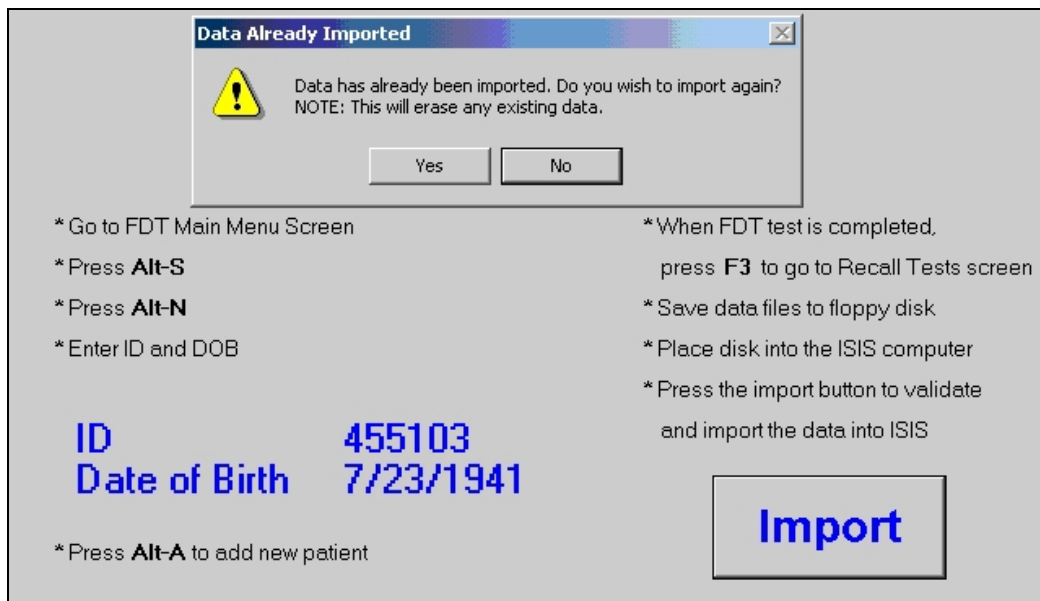 Data Already Imported
Data has already been imported. Do you wish to import again?
NOTE: This will erase any existing data.
Yes No
* Go to FDT Main Menu Screen
* Press Alt-S
* Press Alt-N
* Enter ID and DOB
ID 455103
Date of Birth 7/23/1941
* Press Alt-A to add new patient
* When FDT test is completed,
press F3 to go to Recall Tests screen
* Save data files to floppy disk
* Place disk into the ISIS computer
* Press the import button to validate
and import the data into ISIS
Import